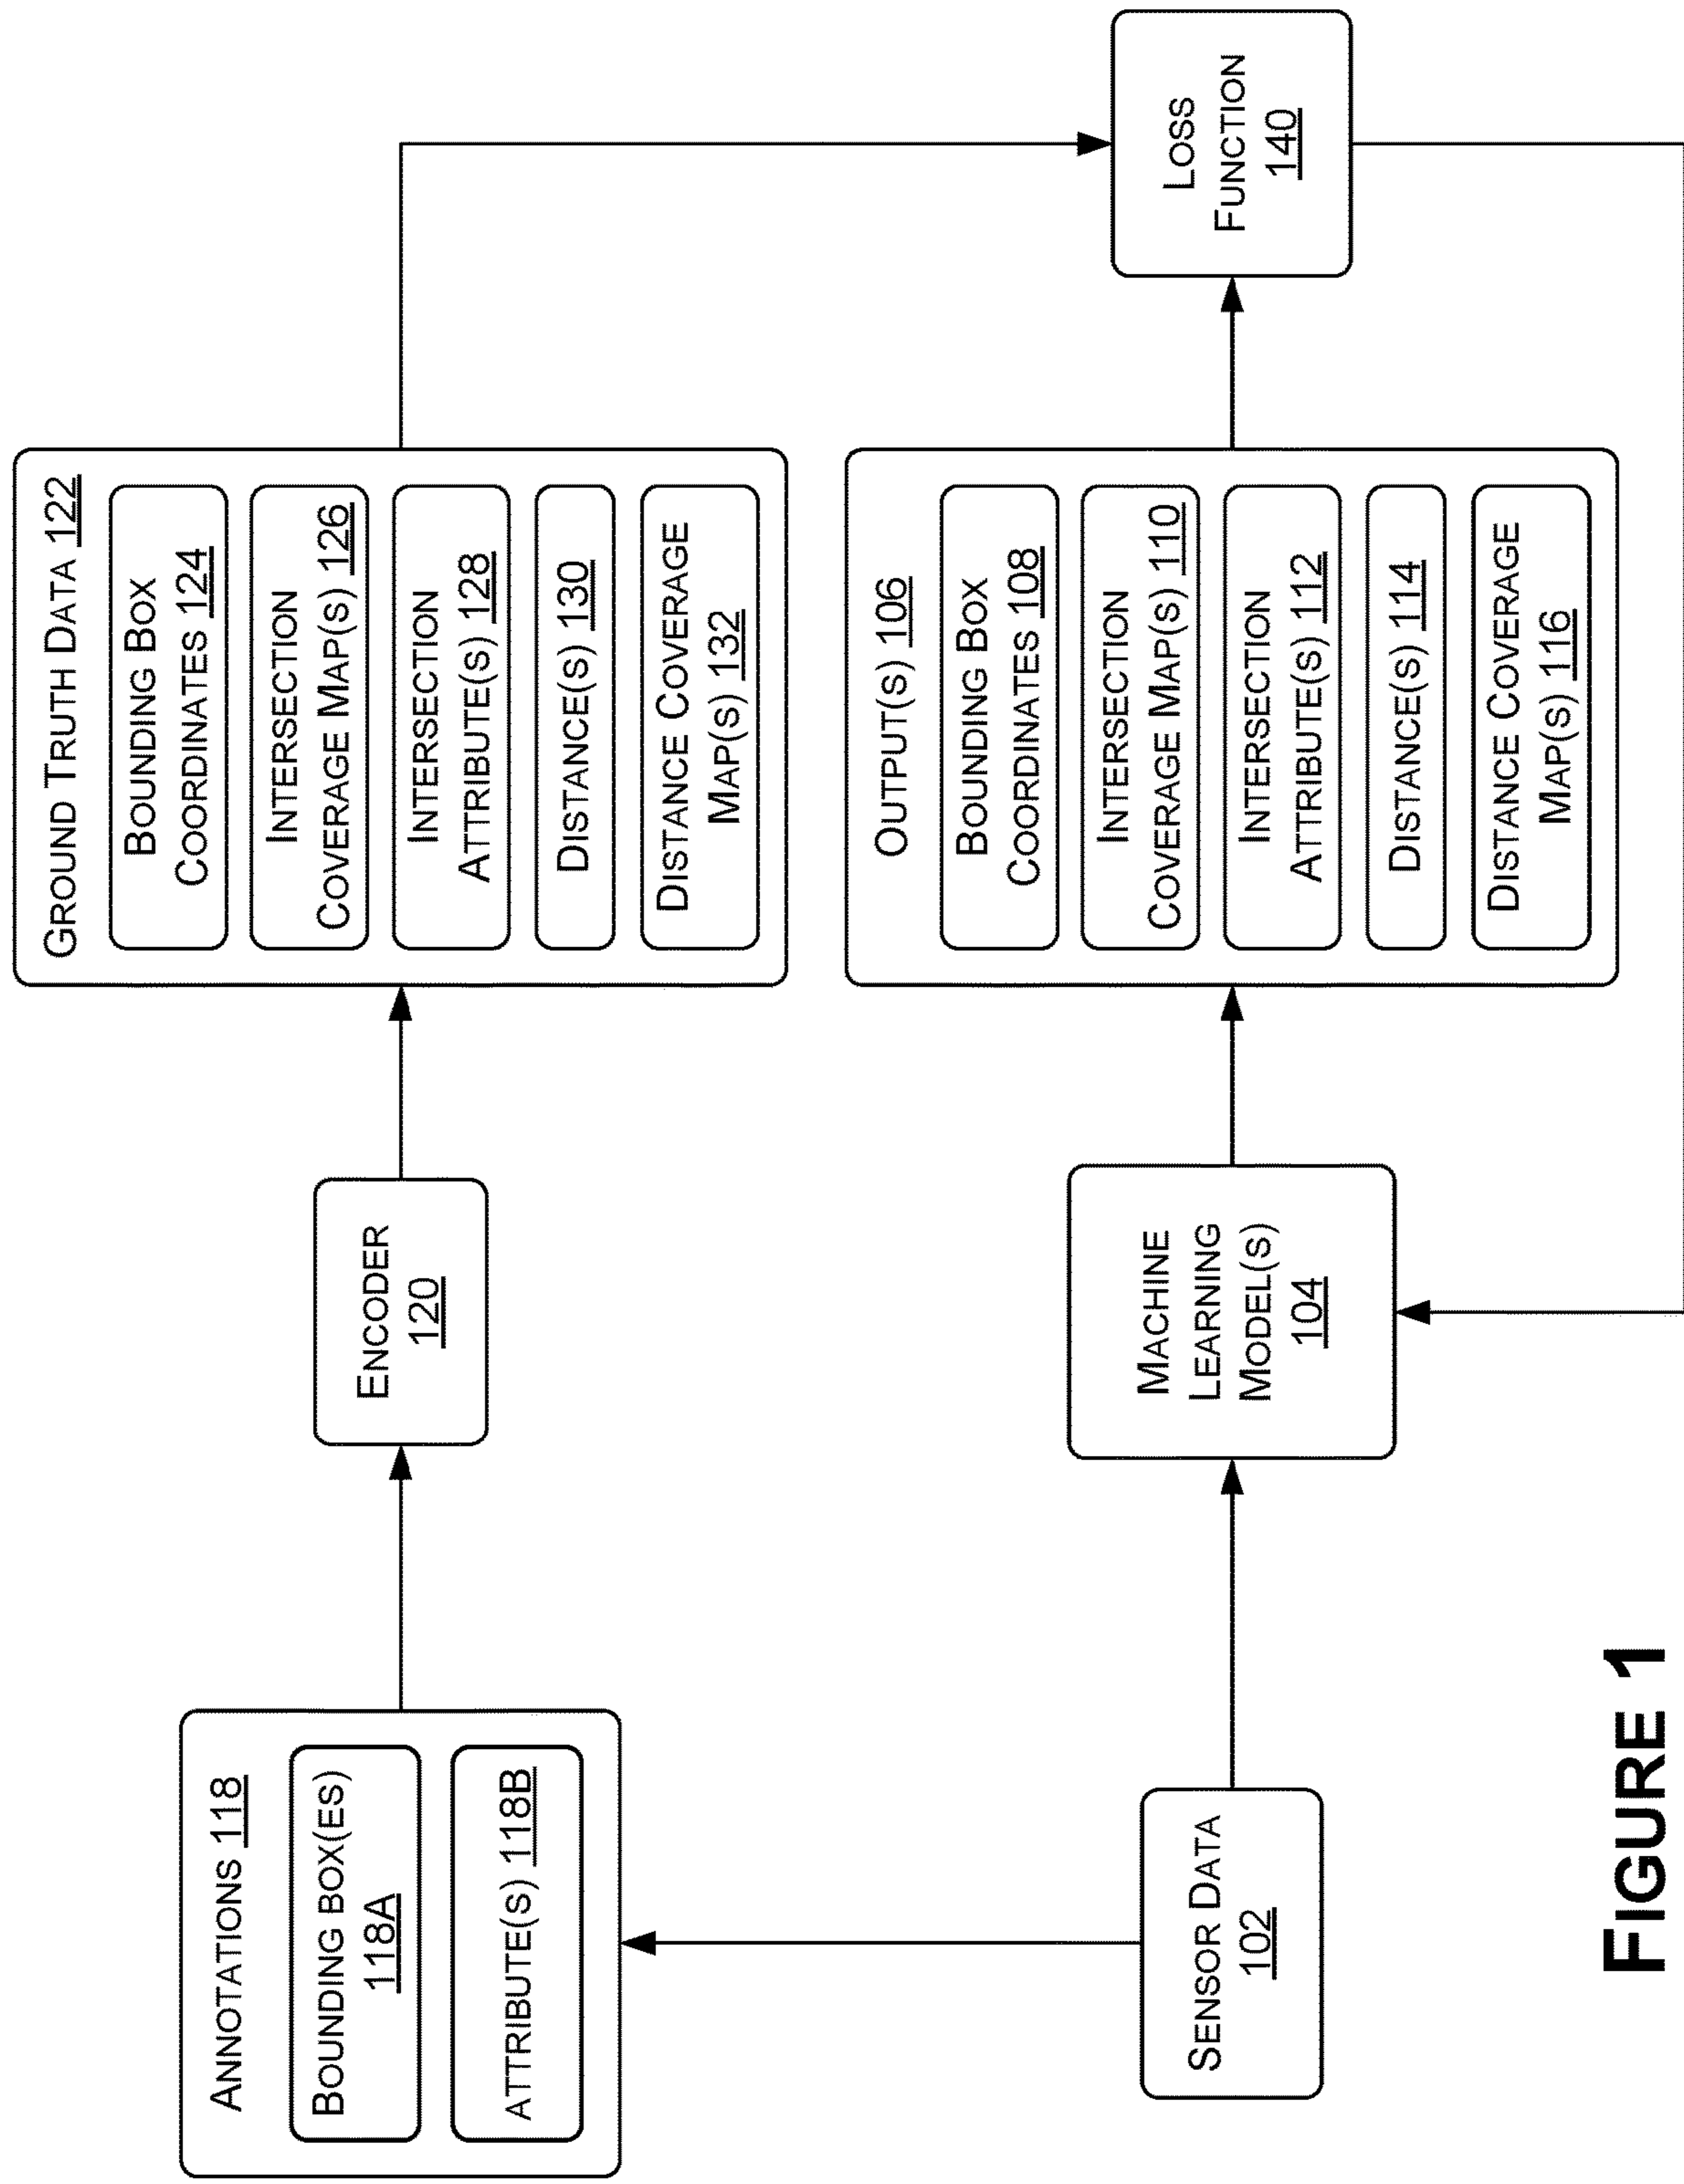 ANNOTATIONS 118
BOUNDING BOX(ES)
118A
ATTRIBUTE(S) 118B
ENCODER
120
GROUND TRUTH DATA 122
BOUNDING BOX
COORDINATES 124
INTERSECTION
COVERAGE MAP(S) 126
INTERSECTION
ATTRIBUTE(S) 128
DISTANCE(S) 130
DISTANCE COVERAGE
MAP(S) 132
SENSOR DATA
102
MACHINE
LEARNING
MODEL(S)
104
OUTPUT(S) 106
BOUNDING BOX
COORDINATES 108
INTERSECTION
COVERAGE MAP(S) 110
INTERSECTION
ATTRIBUTE(S) 112
DISTANCE(S) 114
DISTANCE COVERAGE
MAP(S) 116
LOSS
FUNCTION
140
FIGURE 1